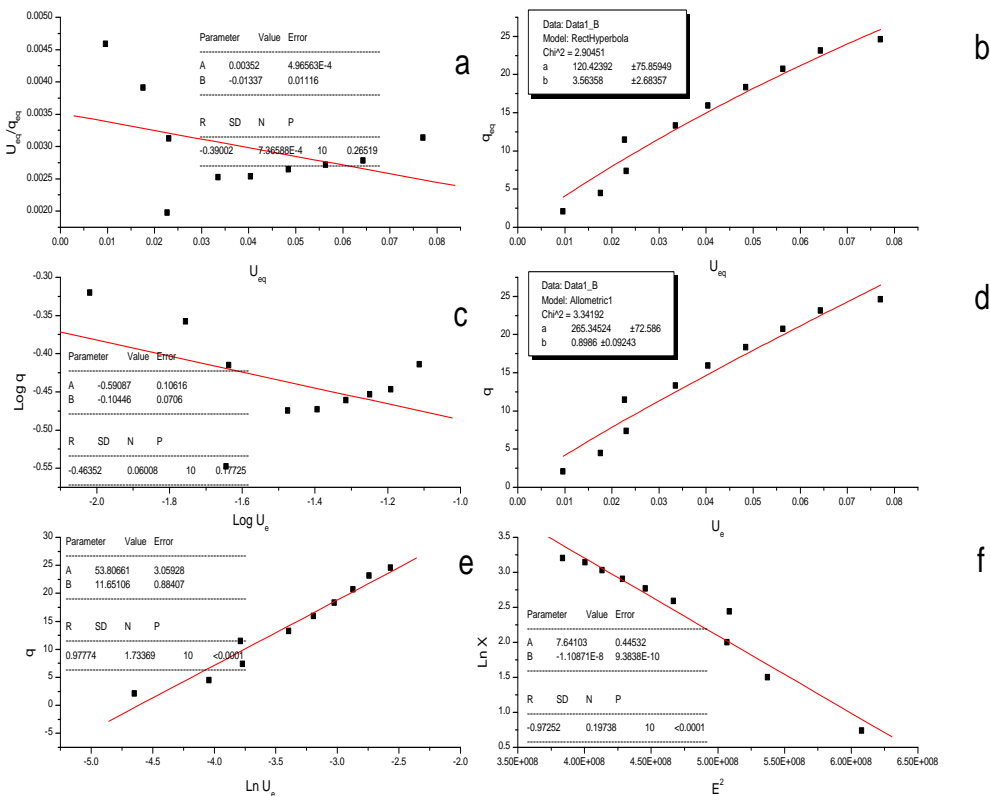 0.0050
0.0045
0.0040
0.0035
0.0030
0.0025
0.0020
U eq /q eq
Parameter Value Error
A 0.00352 4.96563E-4
B -0.01337 0.01116
R SD N P
-0.39002 7.36588E-4 10 0.26519
a
0.00 0.01 0.02 0.03 0.04 0.05 0.06 0.07 0.08
U eq
Data: Data1_B
Model: RectHyperbola
Chi^2 = 2.90451
a 120.42392 ±75.85949
b 3.56358 ±2.68357
b
25
20
15
10
5
0
q eq
0.00 0.01 0.02 0.03 0.04 0.05 0.06 0.07 0.08
U eq
-0.30
-0.35
-0.40
-0.45
-0.50
-0.55
Log q
c
Parameter Value Error
A -0.59087 0.10616
B -0.10446 0.0706
R SD N P
-0.46352 0.06008 10 0.17725
-2.0 -1.8 -1.6 -1.4 -1.2 -1.0
Log U e
Data: Data1_B
Model: Allometric1
Chi^2 = 3.34192
a 265.34524 ±72.586
b 0.8986 ±0.09243
d
25
20
15
10
5
0
q
0.00 0.01 0.02 0.03 0.04 0.05 0.06 0.07 0.08
U e
30
25
20
15
10
5
0
-5
q
Parameter Value Error
A 53.80661 3.05928
B 11.65106 0.88407
R SD N P
0.97774 1.73369 10 <0.0001
e
-5.0 -4.5 -4.0 -3.5 -3.0 -2.5 -2.0
Ln U e
3.5
3.0
2.5
2.0
1.5
1.0
0.5
Ln X
f
Parameter Value Error
A 7.64103 0.44532
B -1.10871E-8 9.3838E-10
R SD N P
-0.97252 0.19738 10 <0.0001
3.50E+008 4.00E+008 4.50E+008 5.00E+008 5.50E+008 6.00E+008 6.50E+008
E²